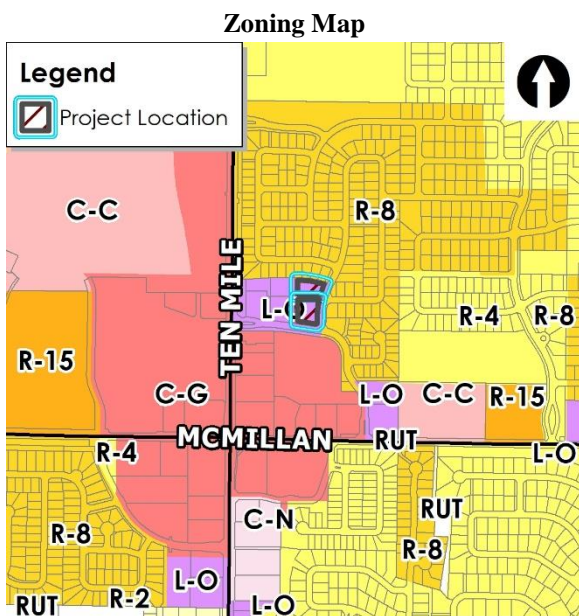 Zoning Map
Legend
Project Location
C-C
R-8
TEN MILE
L-O
R-4
R-8
R-15
C-G
L-O
C-C
R-15
MCMILLAN
RUT
R-4
L-O
C-N
RUT
R-8
R-8
L-O
RUT
R-2
L-O